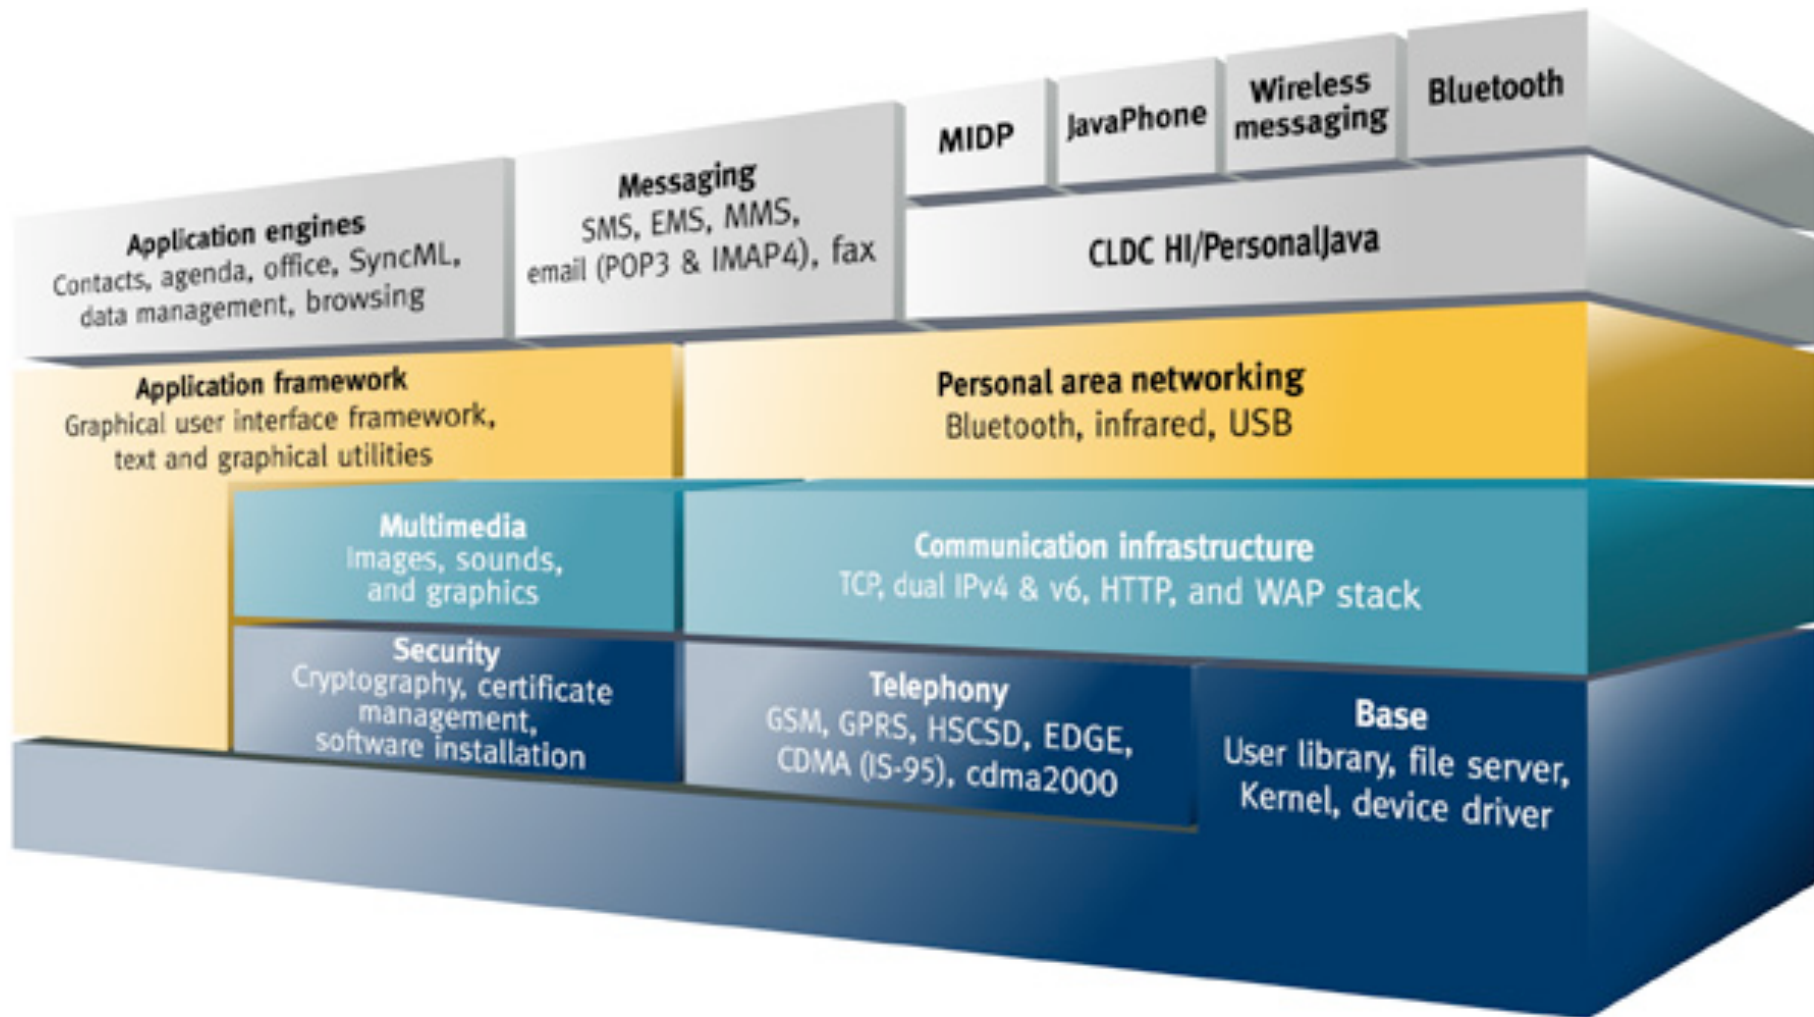 Application engines
Contacts, agenda, office, SyncML,
data management, browsing
Messaging
SMS, EMS, MMS,
email (POP3 & IMAP4), fax
MIDP
JavaPhone
Wireless
messaging
Bluetooth
CLDC HI/PersonalJava
Application framework
Graphical user interface framework,
text and graphical utilities
Personal area networking
Bluetooth, infrared, USB
Multimedia
Images, sounds,
and graphics
Communication infrastructure
TCP, dual IPv4 & v6, HTTP, and WAP stack
Security
Cryptography, certificate
management,
software installation
Telephony
GSM, GPRS, HSCSD, EDGE,
CDMA (IS-95), cdma2000
Base
User library, file server,
Kernel, device driver